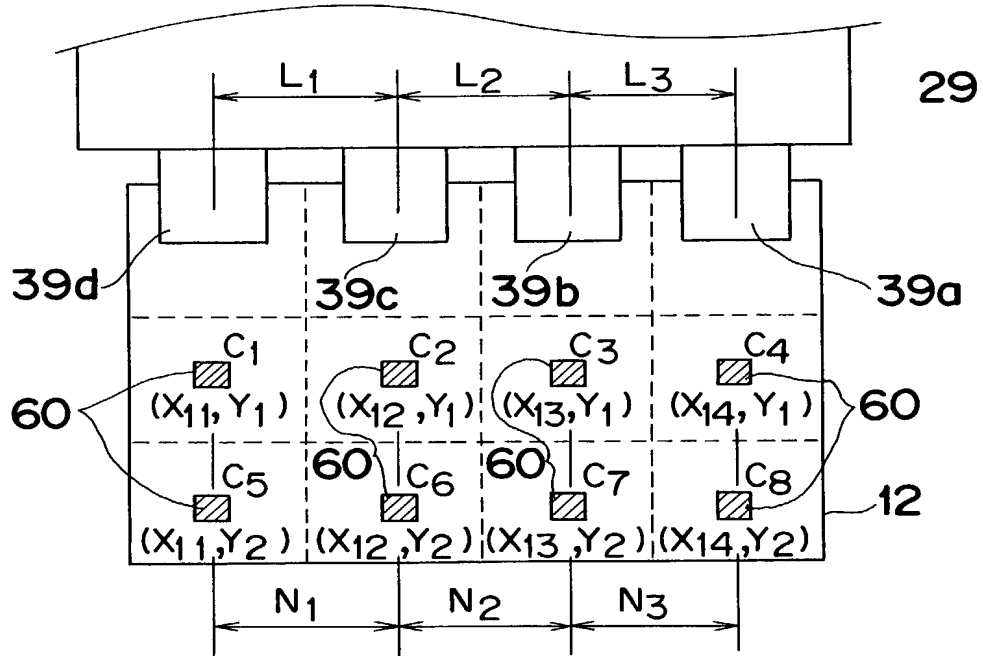 L1 L2 L3
29
39d 39c 39b 39a
C1 C2 C3 C4
60 (X11, Y1) (X12, Y1) (X13, Y1) (X14, Y1) 60
60 60
C5 C6 C7 C8
12
(X11, Y2) (X12, Y2) (X13, Y2) (X14, Y2)
N1 N2 N3